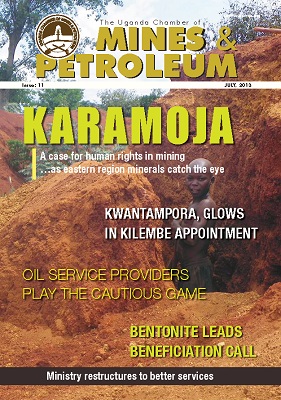 The Uganda Chamber of
MINES &
PETROLEUM
Issue: 11
JULY. 2013
KARAMOJA
A case for human rights in mining
...as eastern region minerals catch the eye
KWANTAMPORA, GLOWS
IN KILEMBE APPOINTMENT
OIL SERVICE PROVIDERS
PLAY THE CAUTIOUS GAME
BENTONITE LEADS
BENEFICIATION CALL
Ministry restructures to better services